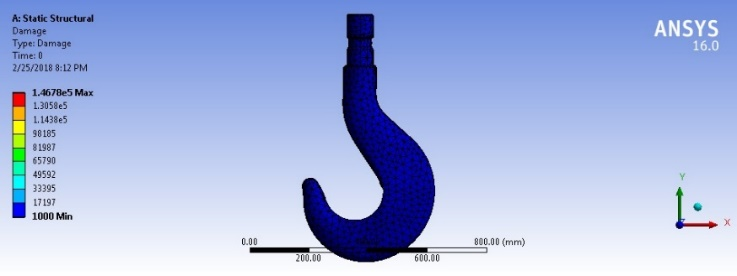 A: Static Structural
Damage
Type: Damage
Time: 0
2/25/2018 8:12 PM
1.4678e5 Max
1.3058e5
1.1438e5
98185
81987
65790
49592
33395
17197
1000 Min
ANSYS
16.0
Y
X
0.00
800.00 (mm)
200.00
600.00